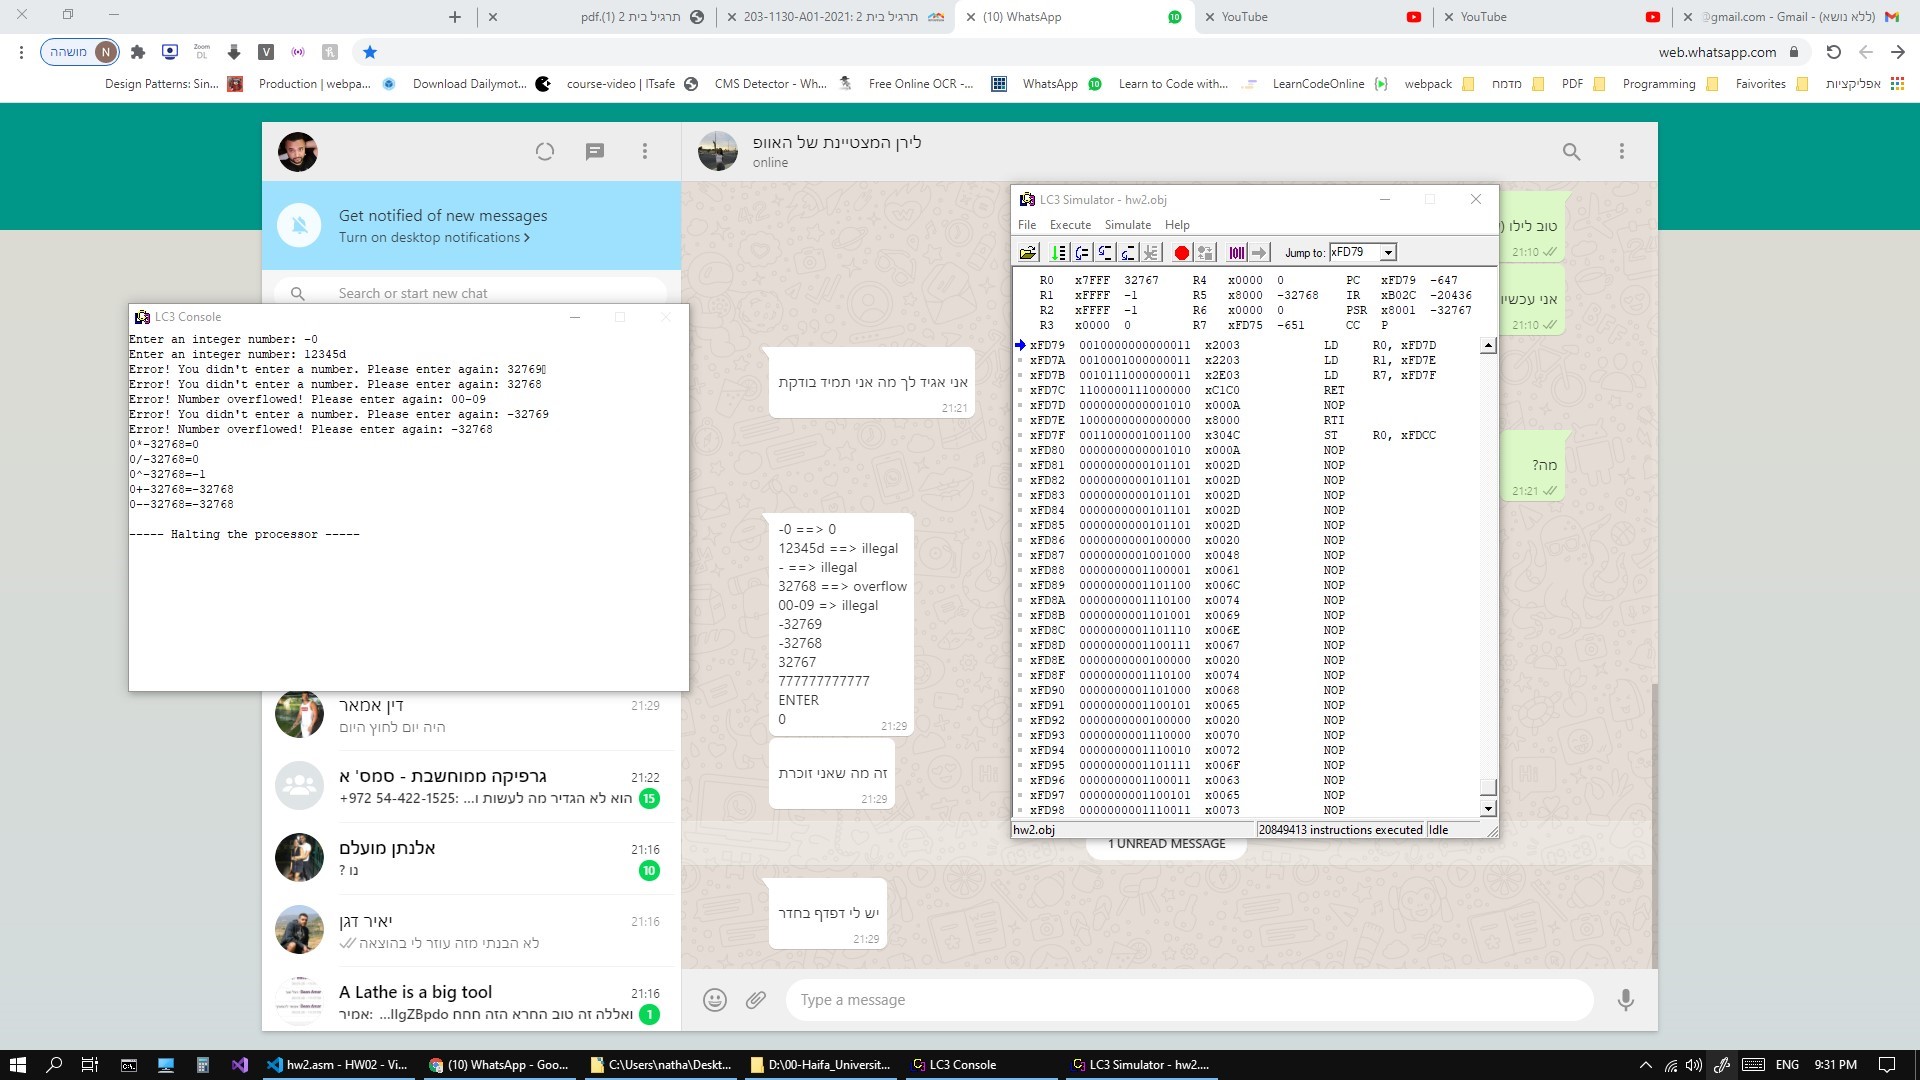 pdf.(1) תרגיל בית 2
203-1130-A01-2021: תרגיל בית 2
(10) WhatsApp
YouTube
YouTube
(ללא נושא) - @gmail.com - Gmail
מושהה
N
web.whatsapp.com
Design Patterns: Sin...
Production | webpa...
Download Dailymot...
course-video | ITsafe
CMS Detector - Wh...
Free Online OCR -...
WhatsApp
Learn to Code with...
LearnCodeOnline
webpack
מדמח
PDF
Programming
Faivorites
אפליקציות
לירן המצטיינת של האוופ
online
Get notified of new messages
Turn on desktop notifications >
Search or start new chat
LC3 Console
Enter an integer number: -0
Enter an integer number: 12345d
Error! You didn't enter a number. Please enter again: 32769
Error! You didn't enter a number. Please enter again: 32768
Error! Number overflowed! Please enter again: 00-09
Error! You didn't enter a number. Please enter again: -32769
Error! Number overflowed! Please enter again: -32768
0*-32768=0
0/-32768=0
0^-32768=-1
0+-32768=-32768
0--32768=-32768
----- Halting the processor -----
דין אמאר
21:29
היה יום לחוץ היום
גרפיקה ממוחשבת - סמס' א
21:22
+972 54-422-1525: הוא לא הגדיר מה לעשות ו...
15
אלנתן מועלם
21:16
נו ?
10
יאיר דגן
21:16
לא הבנתי מזה עוזר לי בהוצאה
A Lathe is a big tool
21:16
אמיר: ואללה זה טוב החרא הזה חחח llgZBpdo...
1
טוב לילו
21:10
אני עכשיו
21:10
אני אגיד לך מה אני תמיד בודקת
21:21
מה?
21:21
-0 ==> 0
12345d ==> illegal
- ==> illegal
32768 ==> overflow
00-09 => illegal
-32769
-32768
32767
777777777777
ENTER
0
21:29
זה מה שאני זוכרת
21:29
1 UNREAD MESSAGE
יש לי דפדף בחדר
21:29
Type a message
LC3 Simulator - hw2.obj
File Execute Simulate Help
Jump to: xFD79
R0 x7FFF 32767 R4 x0000 0 PC xFD79 -647
R1 xFFFF -1 R5 x8000 -32768 IR xB02C -20436
R2 xFFFF -1 R6 x0000 0 PSR x8001 -32767
R3 x0000 0 R7 xFD75 -651 CC P
xFD79 0010000000000011 x2003 LD R0, xFD7D
xFD7A 0010001000000011 x2203 LD R1, xFD7E
xFD7B 0010111000000011 x2E03 LD R7, xFD7F
xFD7C 1100000111000000 xC1C0 RET
xFD7D 0000000000001010 x000A NOP
xFD7E 1000000000000000 x8000 RTI
xFD7F 0011000001001100 x304C ST R0, xFDCC
xFD80 0000000000001010 x000A NOP
xFD81 0000000000101101 x002D NOP
xFD82 0000000000101101 x002D NOP
xFD83 0000000000101101 x002D NOP
xFD84 0000000000101101 x002D NOP
xFD85 0000000000101101 x002D NOP
xFD86 0000000000100000 x0020 NOP
xFD87 0000000001001000 x0048 NOP
xFD88 0000000001100001 x0061 NOP
xFD89 0000000001101100 x006C NOP
xFD8A 0000000001110100 x0074 NOP
xFD8B 0000000001101001 x0069 NOP
xFD8C 0000000001101110 x006E NOP
xFD8D 0000000001100111 x0067 NOP
xFD8E 0000000000100000 x0020 NOP
xFD8F 0000000001110100 x0074 NOP
xFD90 0000000001101000 x0068 NOP
xFD91 0000000001100101 x0065 NOP
xFD92 0000000000100000 x0020 NOP
xFD93 0000000001110000 x0070 NOP
xFD94 0000000001110010 x0072 NOP
xFD95 0000000001101111 x006F NOP
xFD96 0000000001100011 x0063 NOP
xFD97 0000000001100101 x0065 NOP
xFD98 0000000001110011 x0073 NOP
hw2.obj 20849413 instructions executed Idle
hw2.asm - HW02 - Vi...
(10) WhatsApp - Goo...
C:\Users\natha\Deskt...
D:\00-Haifa_Universit...
LC3 Console
LC3 Simulator - hw2....
ENG
9:31 PM